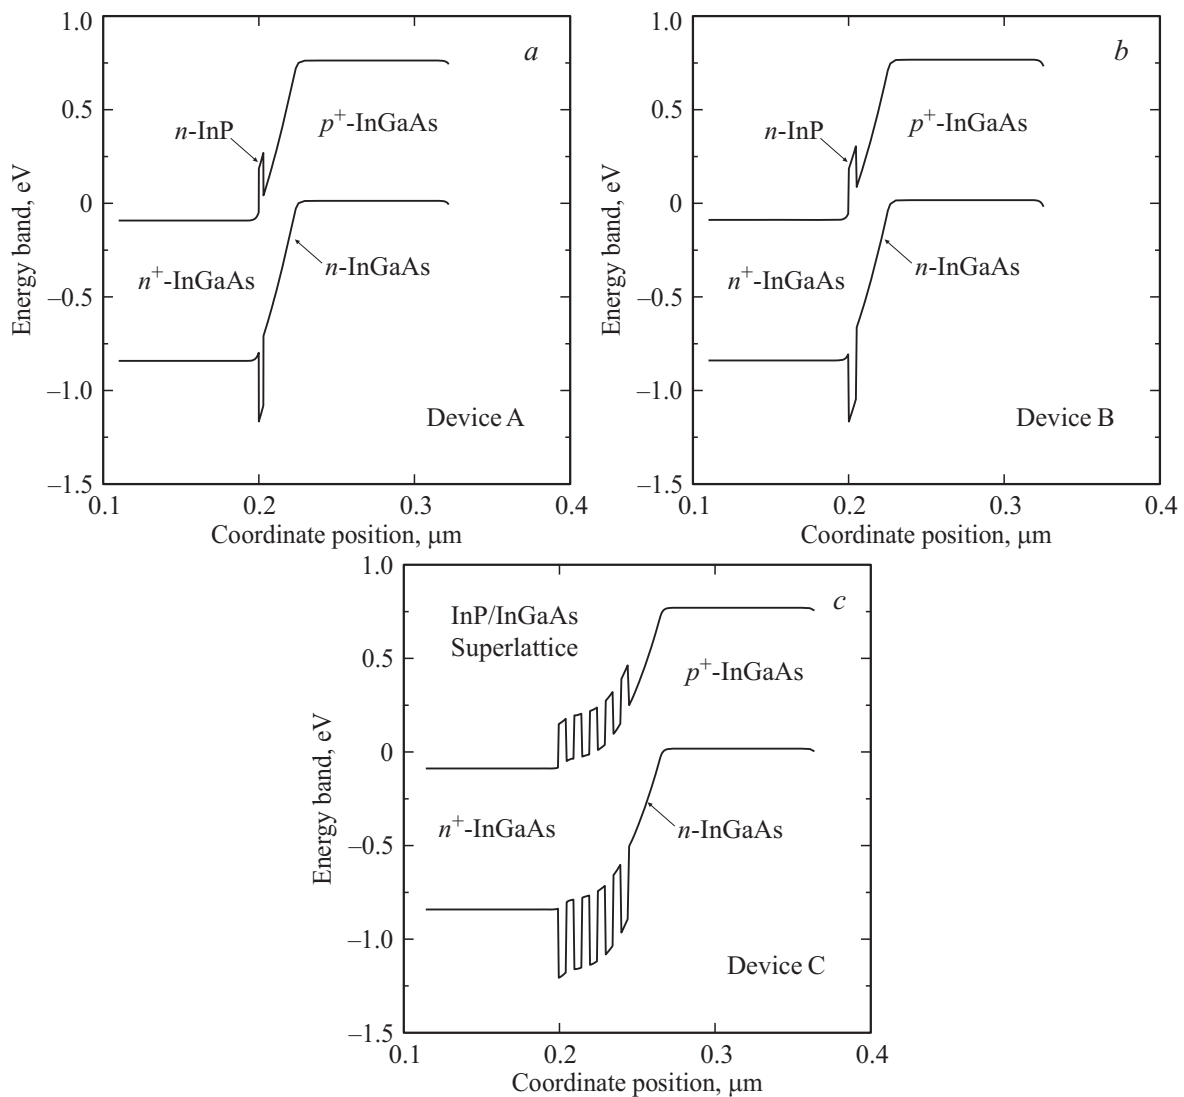 a
1.0
0.5
0
–0.5
–1.0
–1.5
Energy band, eV
n-InP
p⁺-InGaAs
n⁺-InGaAs
n-InGaAs
Device A
0.1
0.2
0.3
0.4
Coordinate position, μm
b
1.0
0.5
0
–0.5
–1.0
–1.5
Energy band, eV
n-InP
p⁺-InGaAs
n⁺-InGaAs
n-InGaAs
Device B
0.1
0.2
0.3
0.4
Coordinate position, μm
c
1.0
0.5
0
–0.5
–1.0
–1.5
Energy band, eV
InP/InGaAs
Superlattice
p⁺-InGaAs
n⁺-InGaAs
n-InGaAs
Device C
0.1
0.2
0.3
0.4
Coordinate position, μm